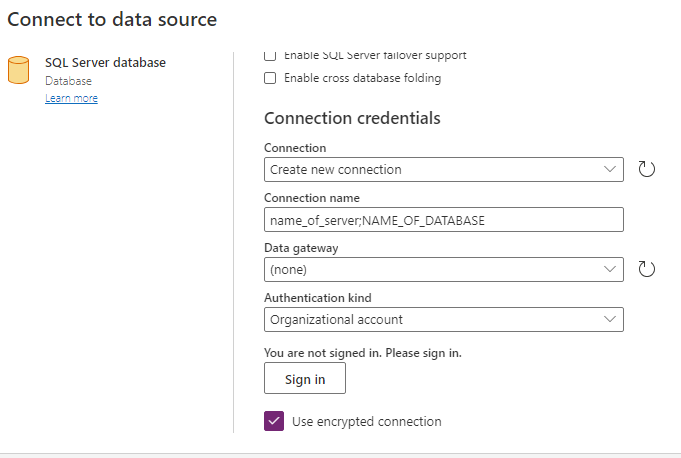 Connect to data source
SQL Server database
Database
Learn more
Enable SQL Server failover support
Enable cross database folding
Connection credentials
Connection
Create new connection
Connection name
name_of_server;NAME_OF_DATABASE
Data gateway
(none)
Authentication kind
Organizational account
You are not signed in. Please sign in.
Sign in
Use encrypted connection